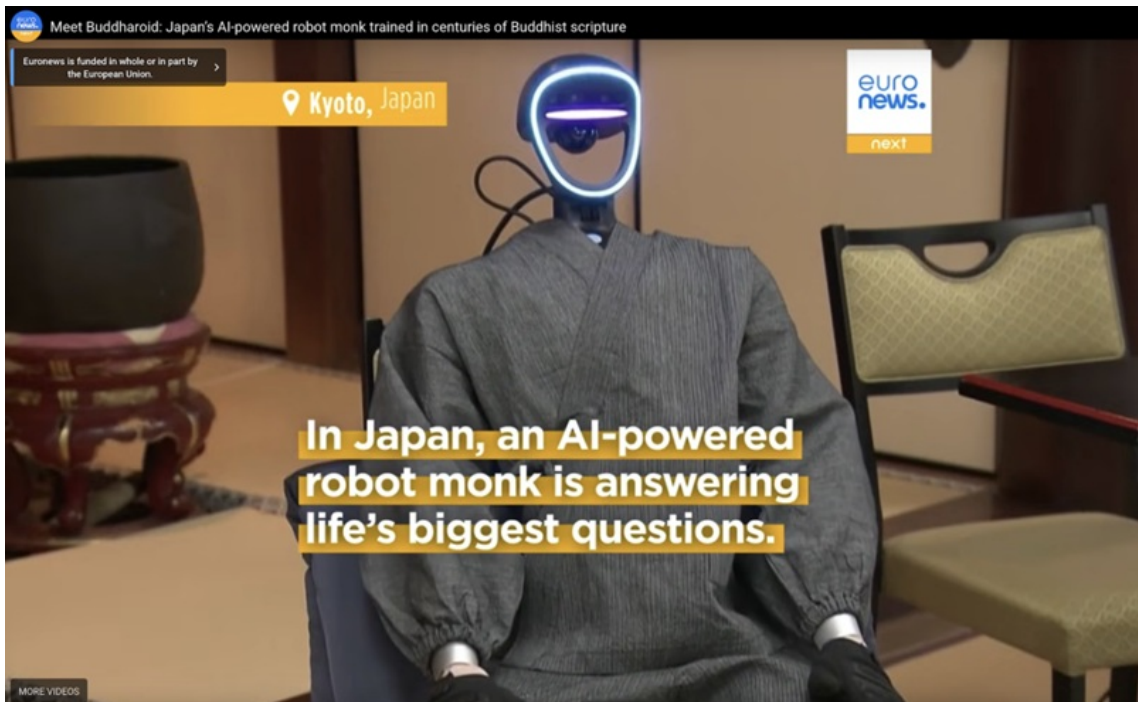 Meet Buddharoid: Japan's AI-powered robot monk trained in centuries of Buddhist scripture
Euronews is funded in whole or in part by
the European Union.
Kyoto, Japan
euro
news.
next
euro
news.
next
In Japan, an AI-powered
robot monk is answering
life's biggest questions.
MORE VIDEOS